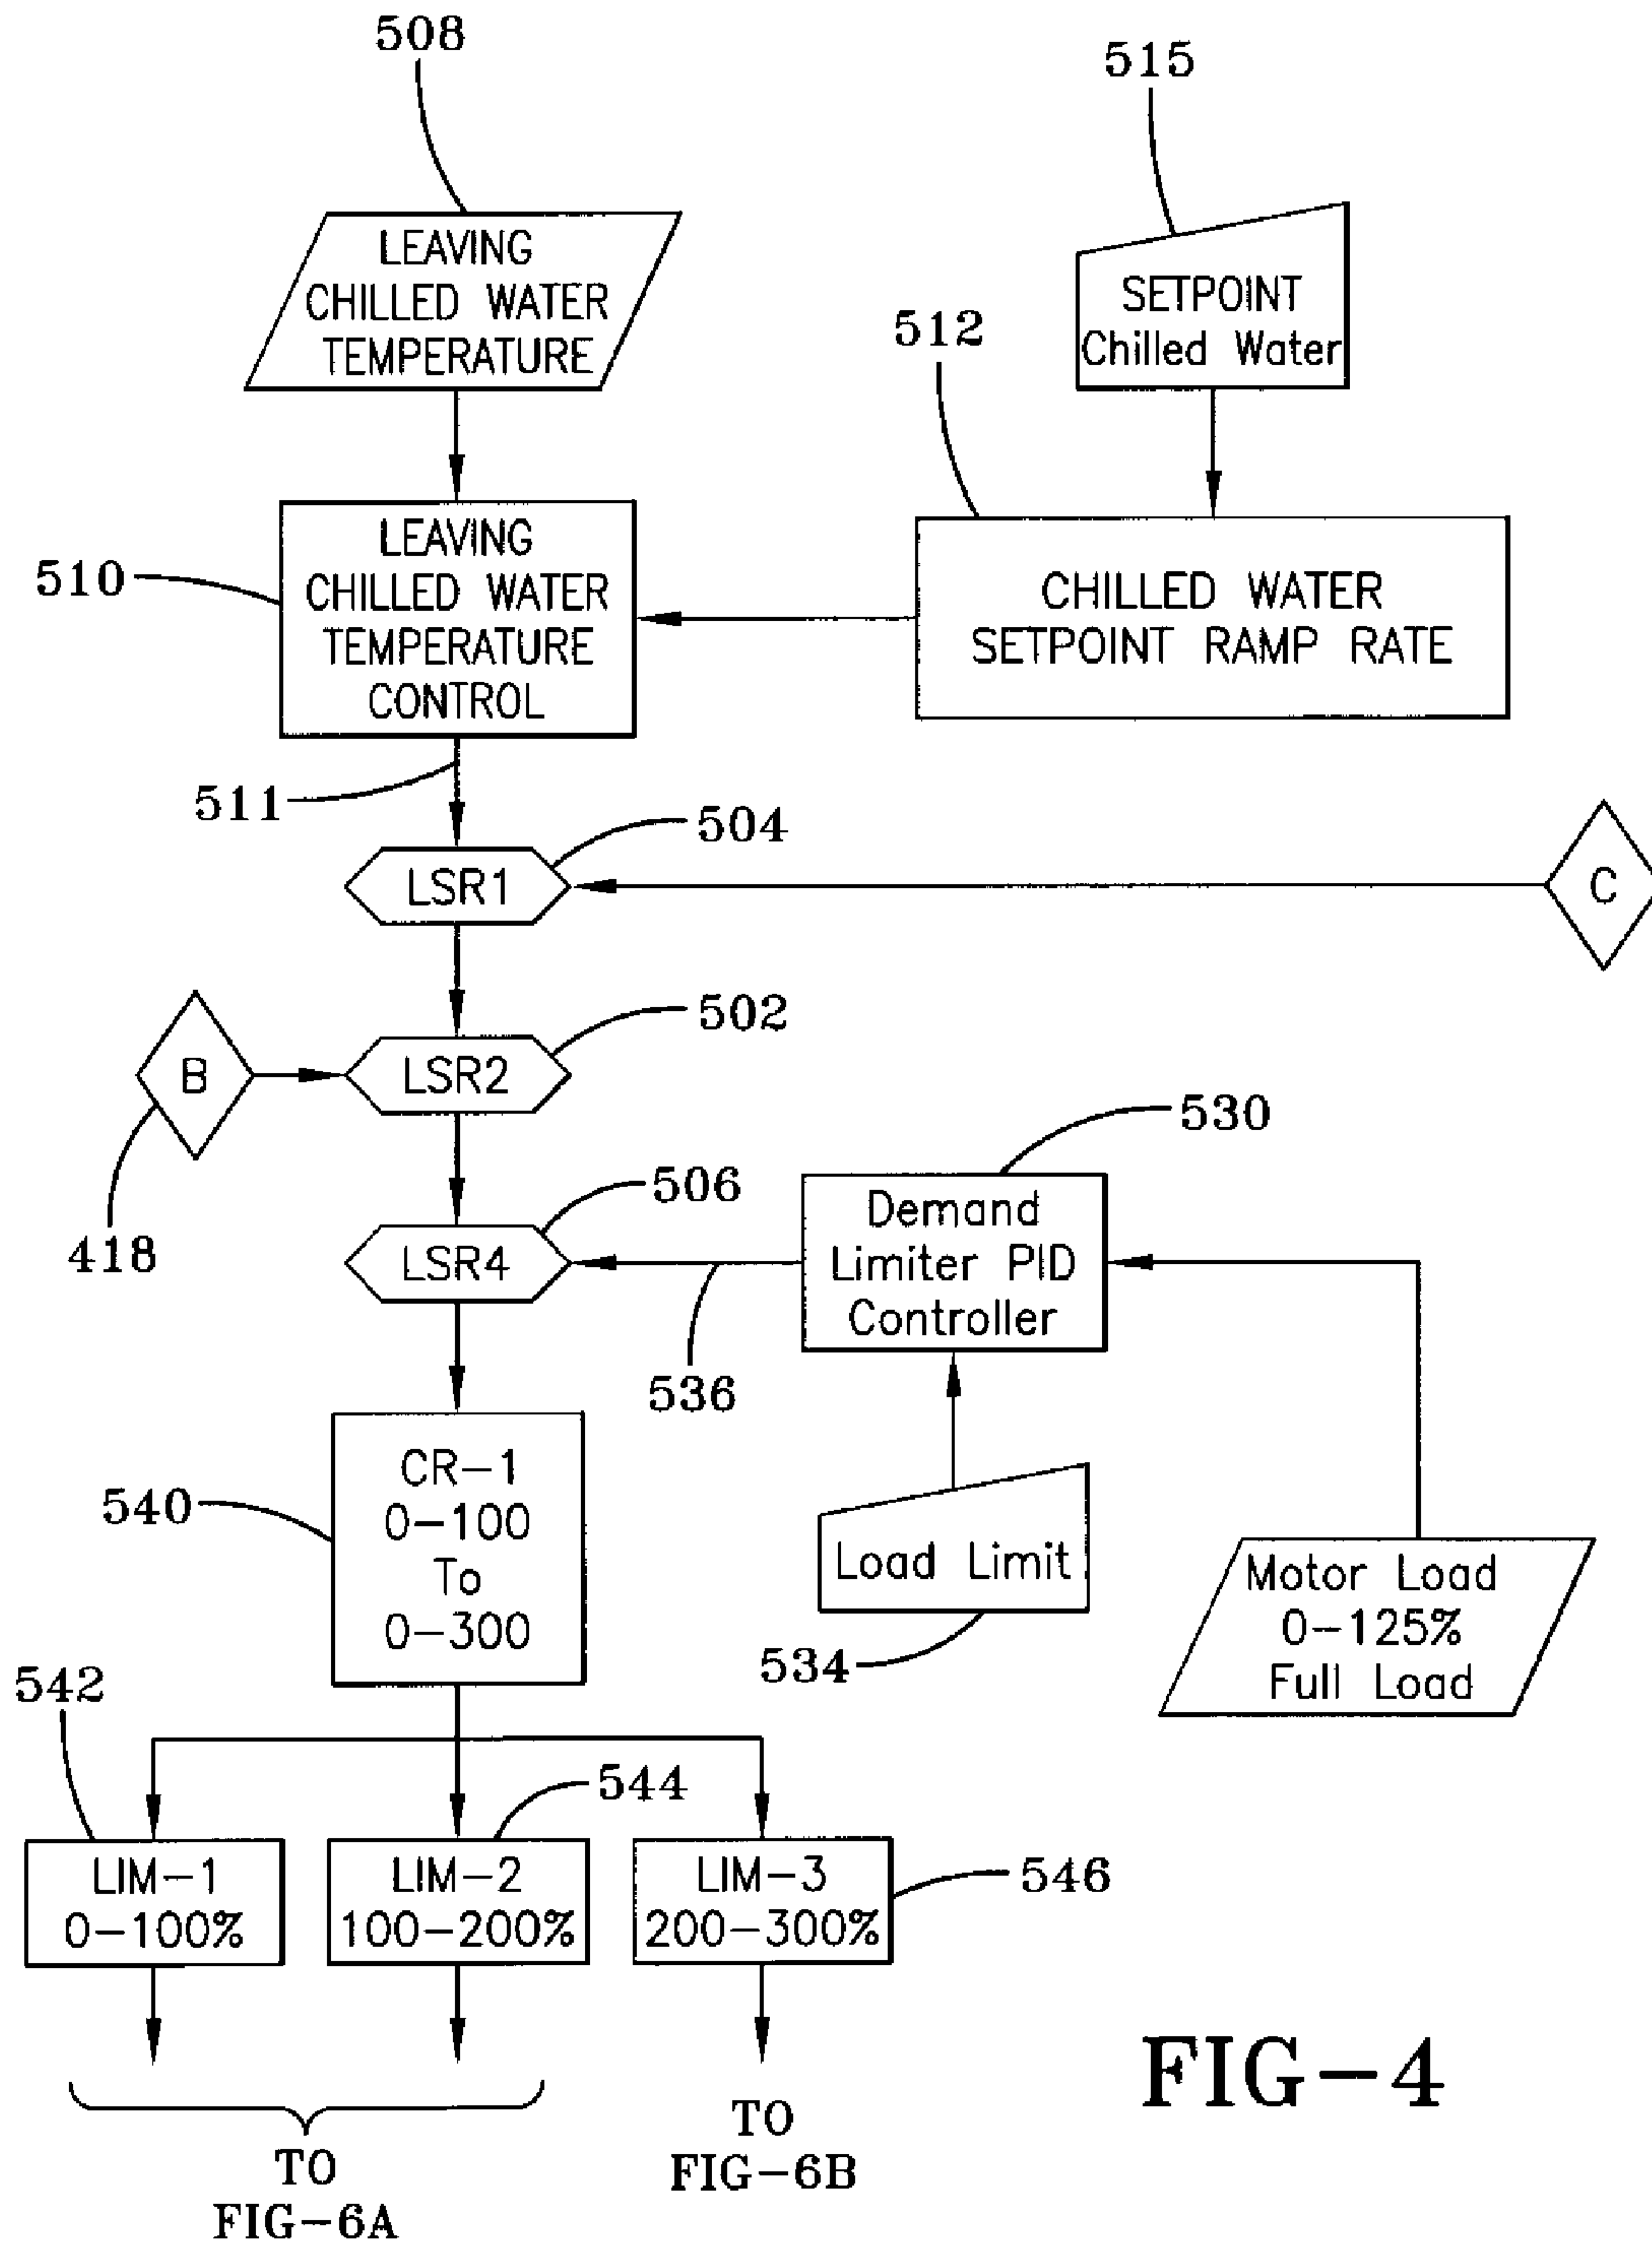 508
515
LEAVING
CHILLED WATER
TEMPERATURE
SETPOINT
Chilled Water
512
510
LEAVING
CHILLED WATER
TEMPERATURE
CONTROL
CHILLED WATER
SETPOINT RAMP RATE
511
504
LSR1
C
502
B
LSR2
418
530
506
LSR4
Demand
Limiter PID
Controller
536
540
CR-1
0-100
To
0-300
Load Limit
534
Motor Load
0-125%
Full Load
542
544
LIM-1
0-100%
LIM-2
100-200%
LIM-3
200-300%
546
TO
FIG-6A
TO
FIG-6B
FIG-4